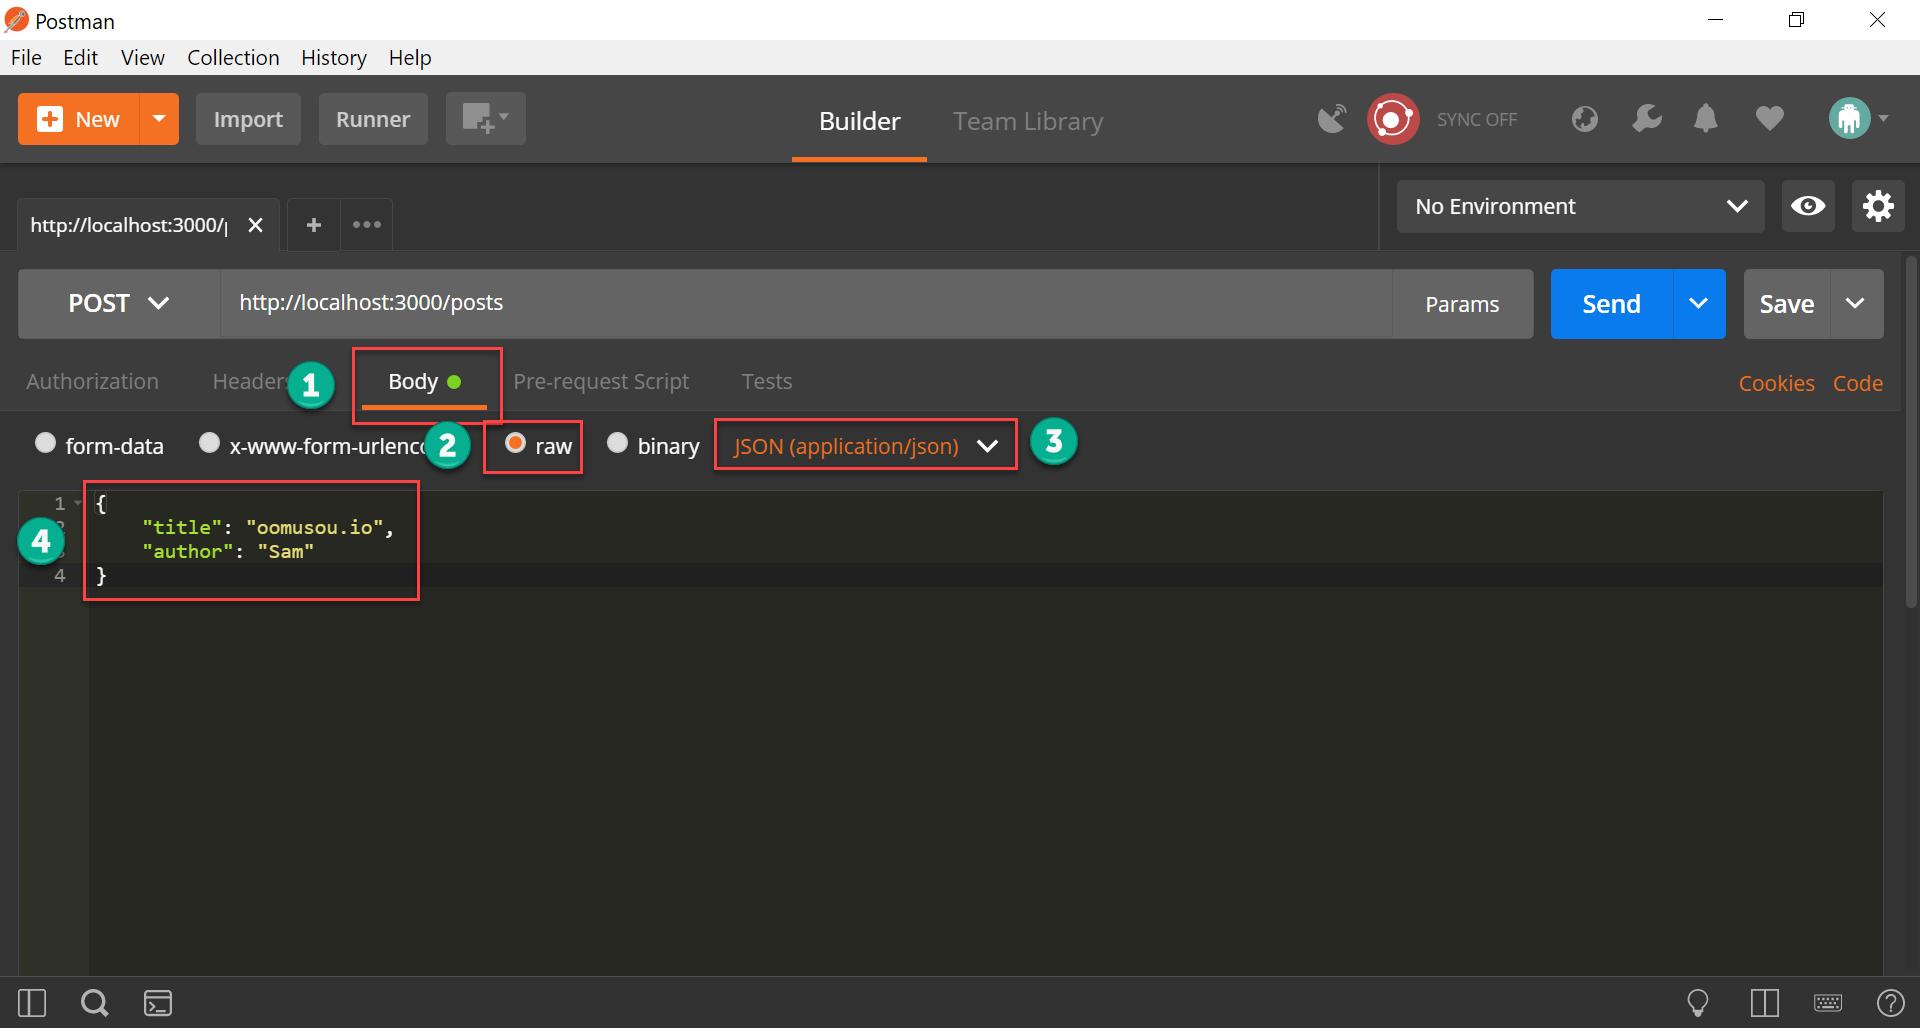 Postman
File Edit View Collection History Help
New Import Runner Builder Team Library SYNC OFF
http://localhost:3000/ No Environment
POST http://localhost:3000/posts Params Send Save
Authorization Headers 1 Body Pre-request Script Tests Cookies Code
form-data x-www-form-urlenc 2 raw binary JSON (application/json) 3
1 {
"title": "oomusou.io",
4
"author": "Sam"
4 }